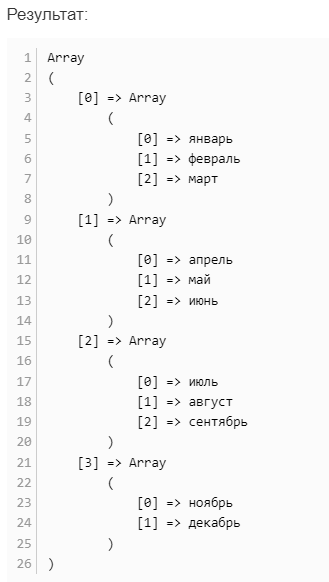 Результат:
1 Array
2 (
3     [0] => Array
4         (
5             [0] => январь
6             [1] => февраль
7             [2] => март
8         )
9     [1] => Array
10         (
11             [0] => апрель
12             [1] => май
13             [2] => июнь
14         )
15     [2] => Array
16         (
17             [0] => июль
18             [1] => август
19             [2] => сентябрь
20         )
21     [3] => Array
22         (
23             [0] => ноябрь
24             [1] => декабрь
25         )
26 )